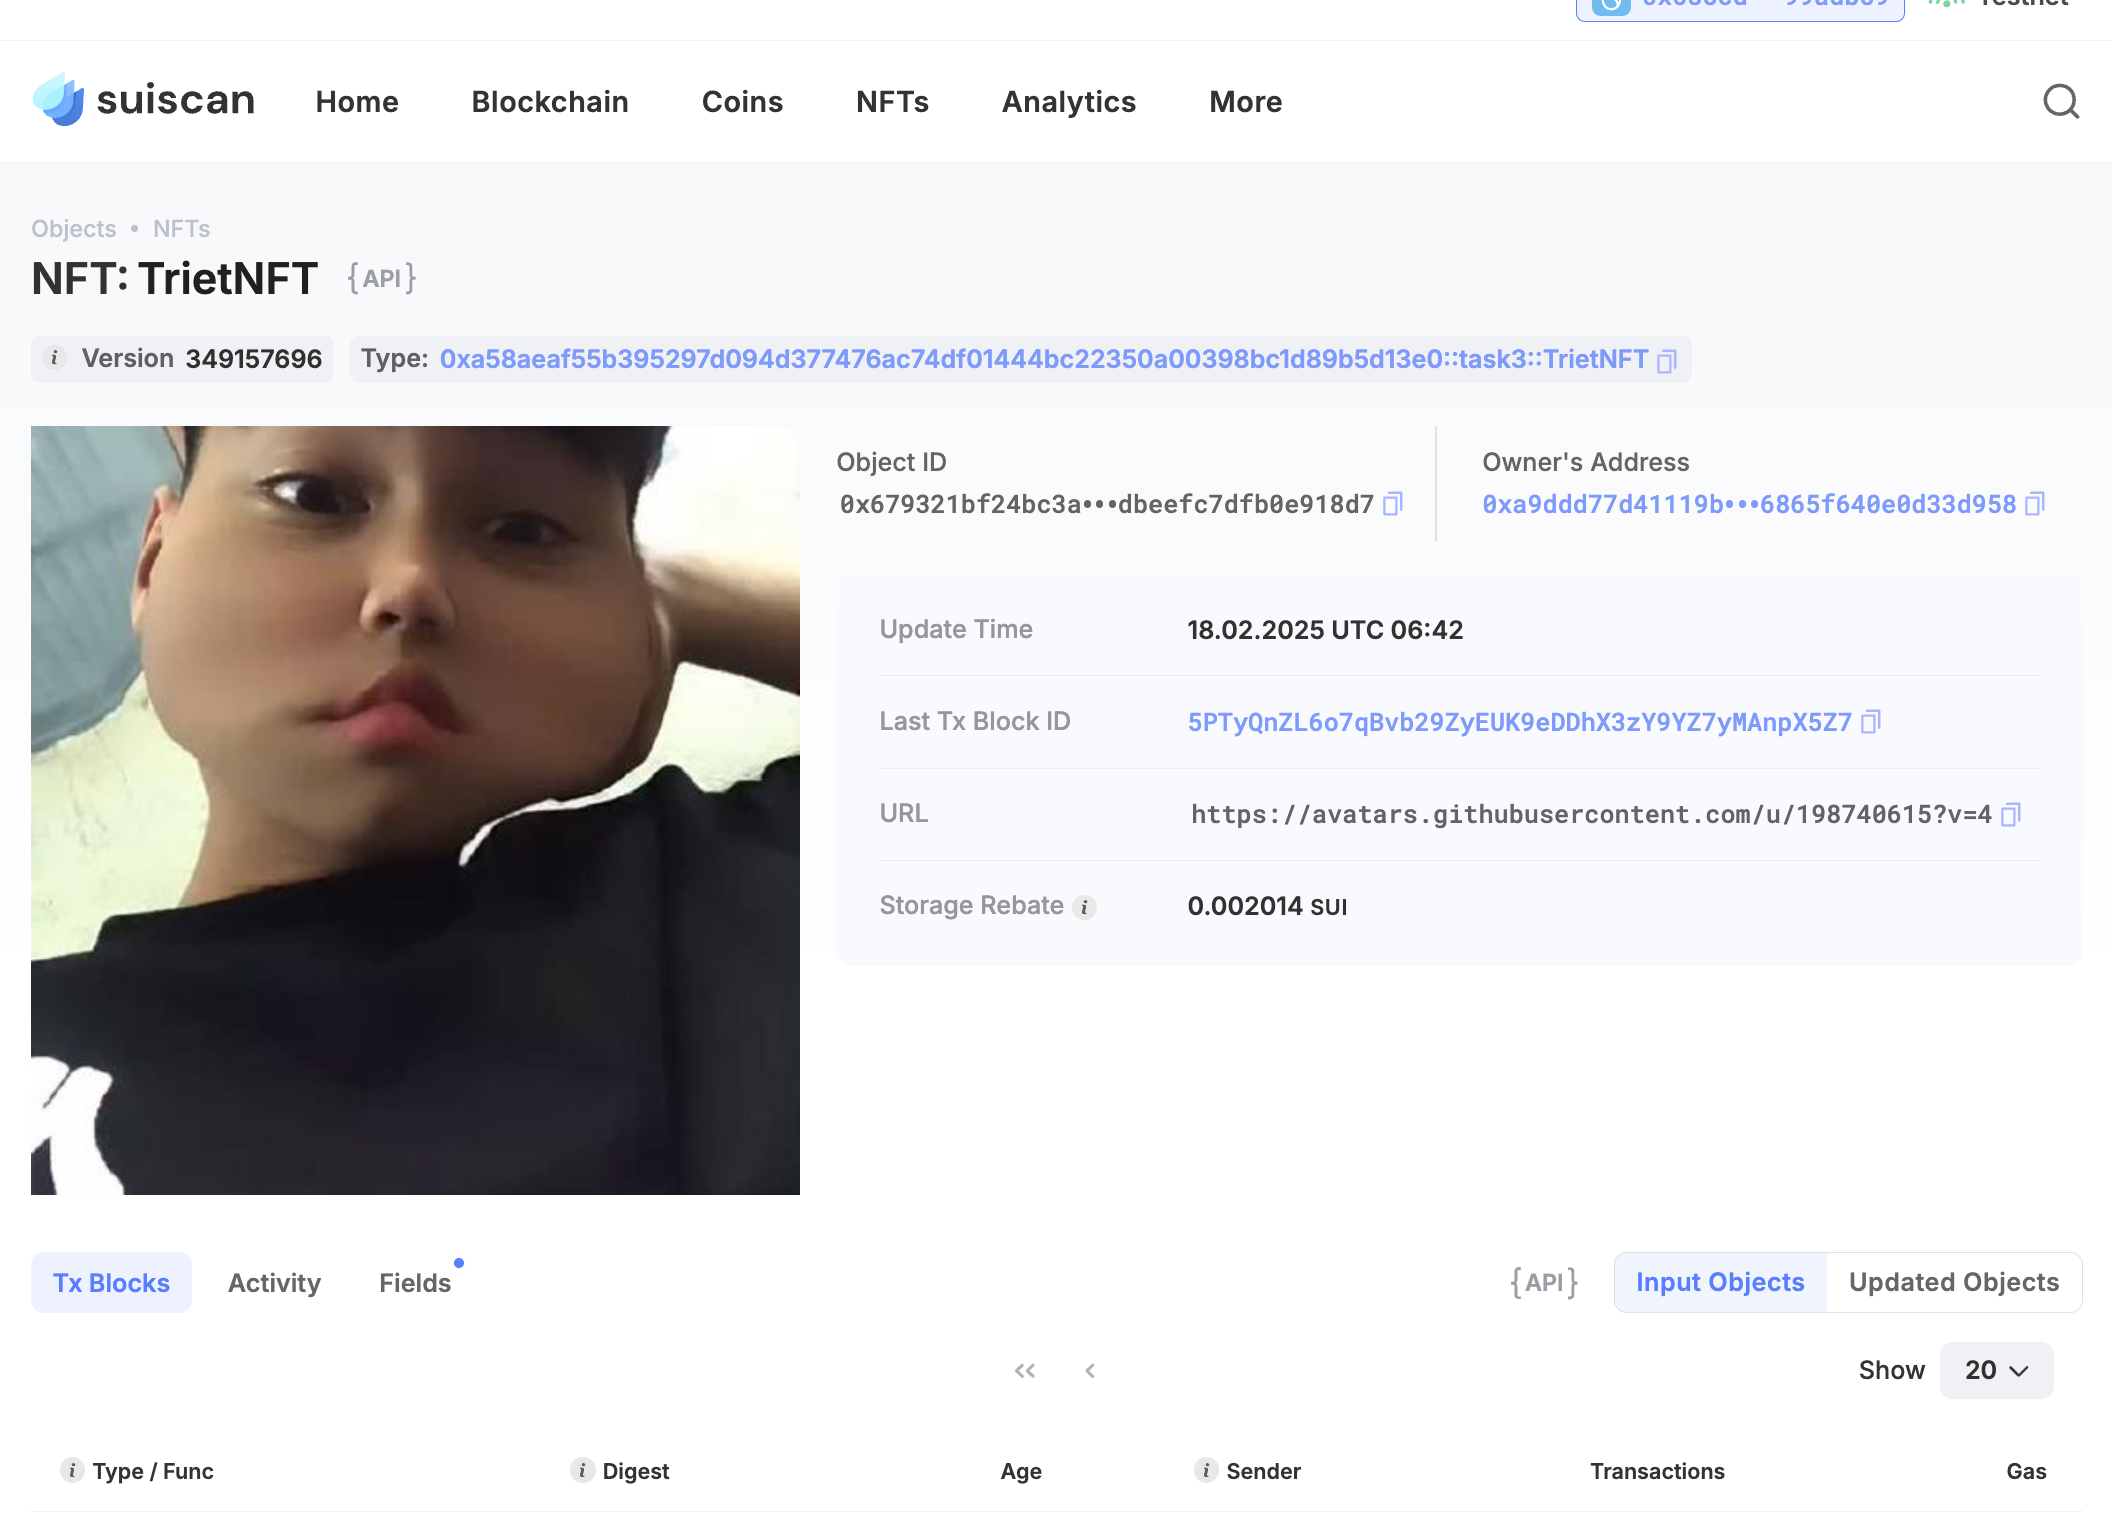 suiscan Home Blockchain Coins NFTs Analytics More
Objects • NFTs
NFT: TrietNFT {API}
Version 349157696 Type: 0xa58aeaf55b395297d094d377476ac74df01444bc22350a00398bc1d89b5d13e0::task3::TrietNFT
Object ID
0x679321bf24bc3a•••dbeefc7dfb0e918d7
Owner's Address
0xa9ddd77d41119b•••6865f640e0d33d958
Update Time 18.02.2025 UTC 06:42
Last Tx Block ID 5PTyQnZL6o7qBvb29ZyEUK9eDDhX3zY9YZ7yMAnpX5Z7
URL https://avatars.githubusercontent.com/u/198740615?v=4
Storage Rebate 0.002014 SUI
Tx Blocks Activity Fields {API} Input Objects Updated Objects
Show 20
Type / Func Digest Age Sender Transactions Gas